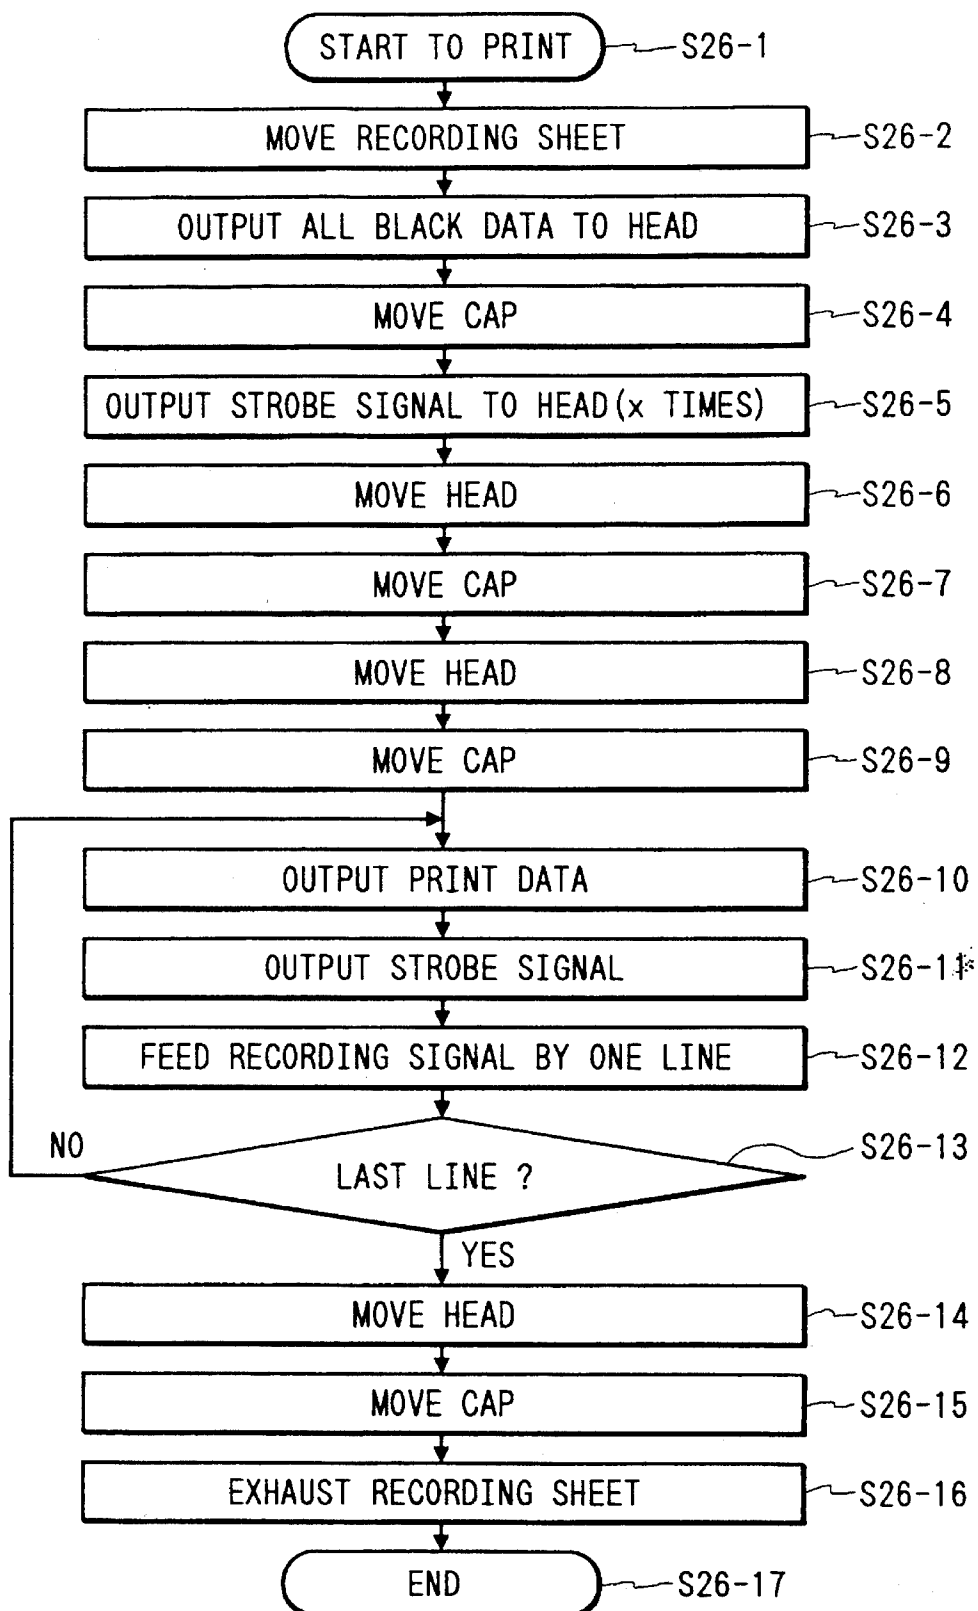 START TO PRINT S26-1
MOVE RECORDING SHEET S26-2
OUTPUT ALL BLACK DATA TO HEAD S26-3
MOVE CAP S26-4
OUTPUT STROBE SIGNAL TO HEAD(x TIMES) S26-5
MOVE HEAD S26-6
MOVE CAP S26-7
MOVE HEAD S26-8
MOVE CAP S26-9
OUTPUT PRINT DATA S26-10
OUTPUT STROBE SIGNAL S26-11
FEED RECORDING SIGNAL BY ONE LINE S26-12
NO
LAST LINE ? S26-13
YES
MOVE HEAD S26-14
MOVE CAP S26-15
EXHAUST RECORDING SHEET S26-16
END S26-17